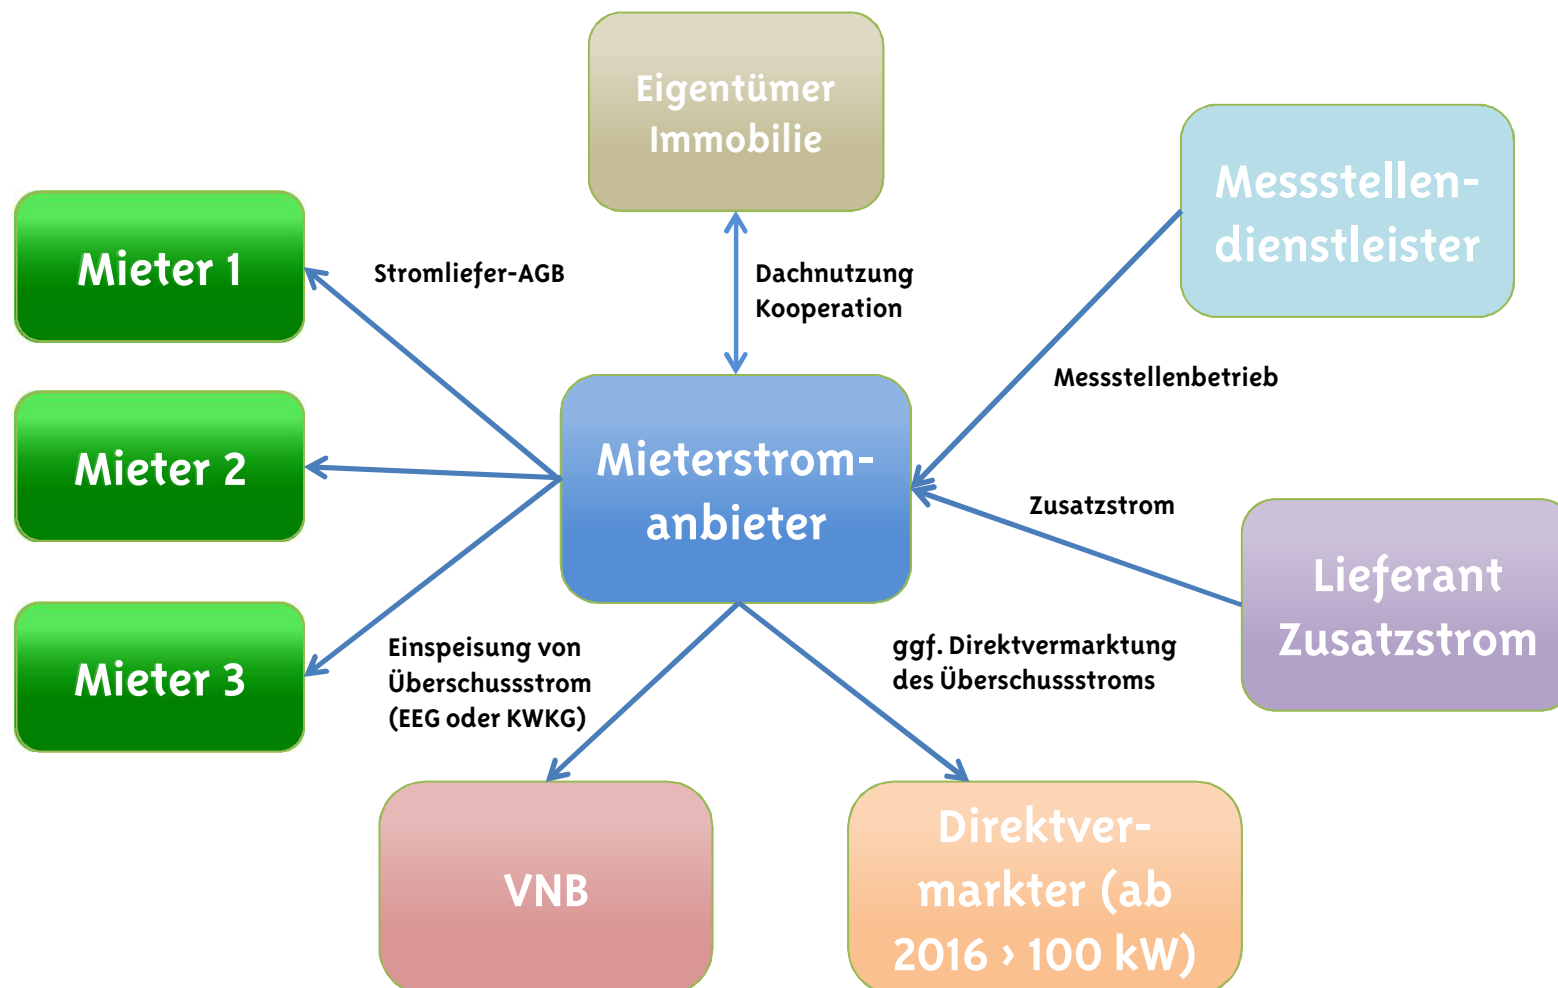 Eigentümer
Immobilie
Messstellen-
dienstleister
Mieter 1
Stromliefer-AGB
Dachnutzung
Kooperation
Messstellenbetrieb
Mieter 2
Mieterstrom-
anbieter
Zusatzstrom
Lieferant
Zusatzstrom
Mieter 3
Einspeisung von
Überschussstrom
(EEG oder KWKG)
ggf. Direktvermarktung
des Überschussstroms
VNB
Direktver-
markter (ab
2016 > 100 kW)